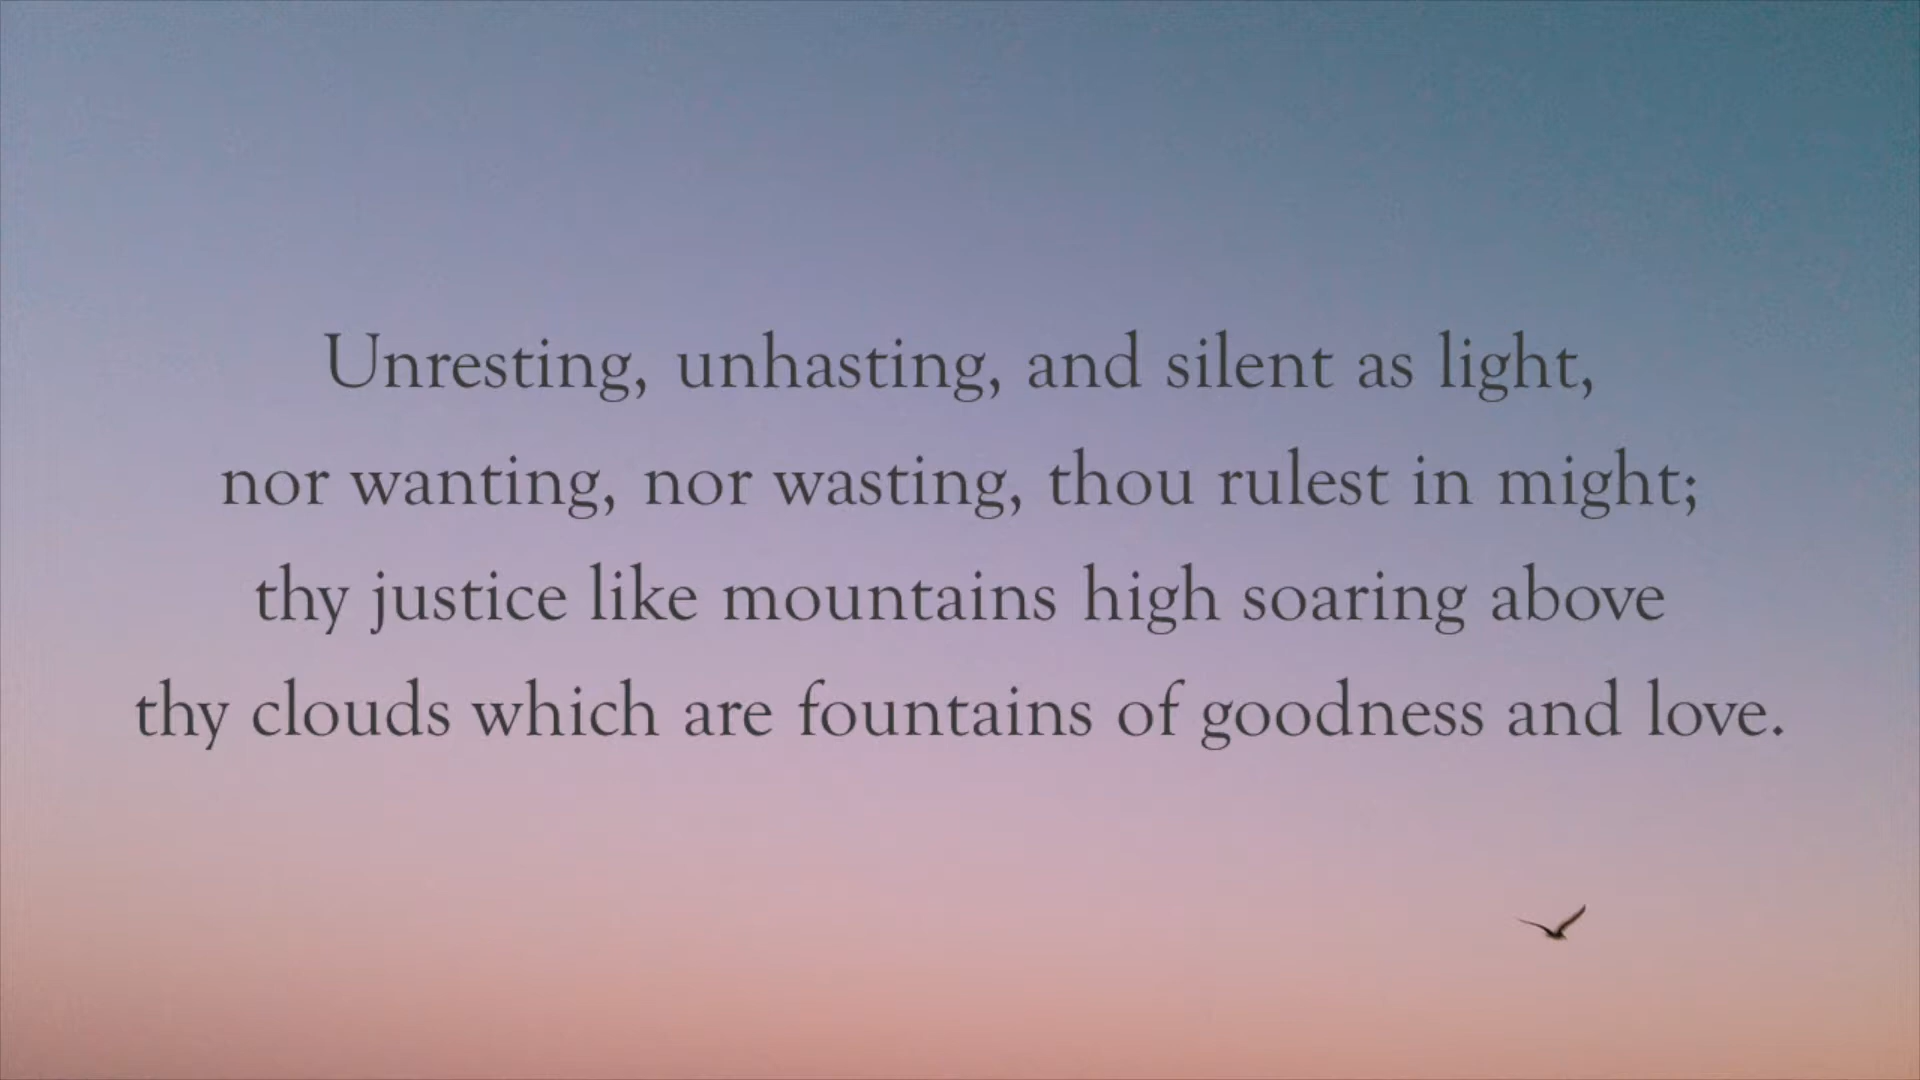 Unresting, unhasting, and silent as light,
nor wanting, nor wasting, thou rulest in might;
thy justice like mountains high soaring above
thy clouds which are fountains of goodness and love.